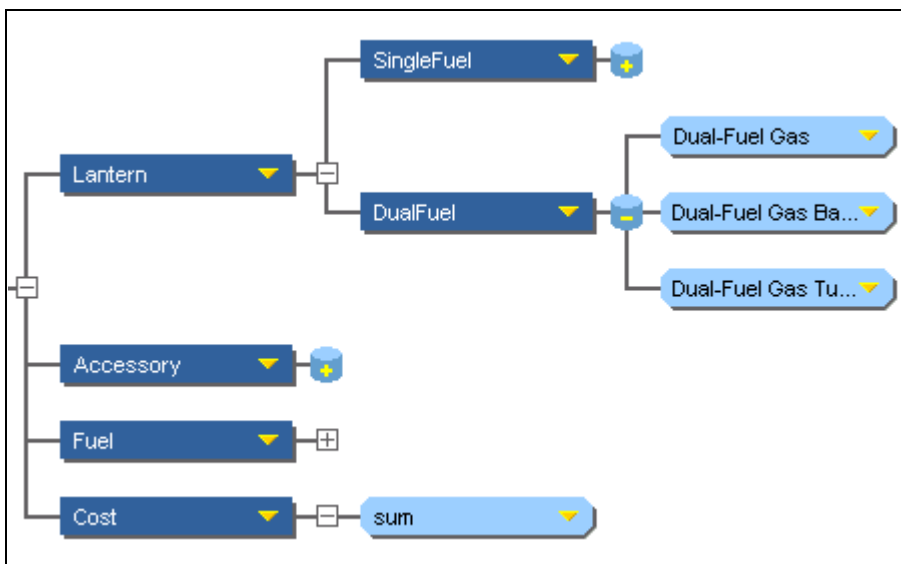 SingleFuel
Dual-Fuel Gas
Lantern
DualFuel
Dual-Fuel Gas Ba...
Dual-Fuel Gas Tu...
Accessory
Fuel
Cost
sum